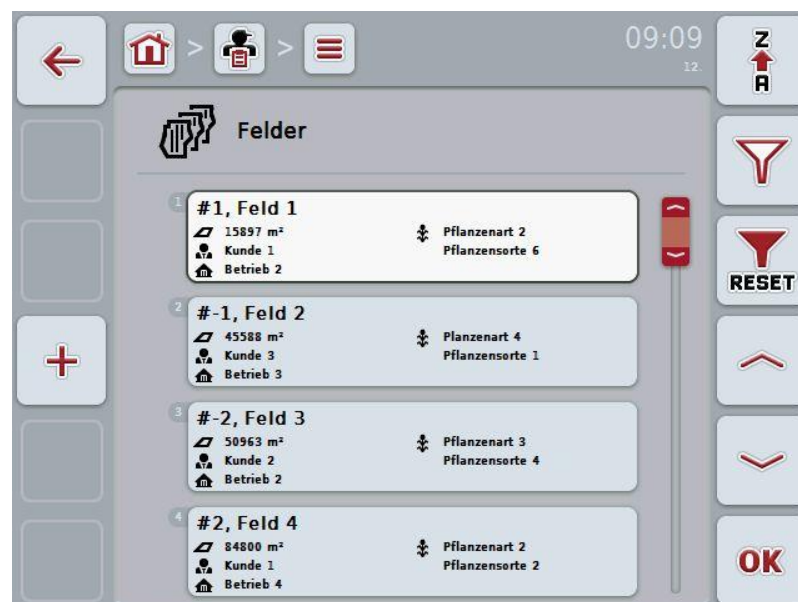 > >
09:09
12.
Z
A
Felder
1
#1, Feld 1
15897 m²
Pflanzenart 2
Kunde 1
Pflanzensorte 6
Betrieb 2
RESET
2
#-1, Feld 2
45588 m²
Planzenart 4
Kunde 3
Pflanzensorte 1
Betrieb 3
3
#-2, Feld 3
50963 m²
Pflanzenart 3
Kunde 2
Pflanzensorte 4
Betrieb 2
4
#2, Feld 4
84800 m²
Pflanzenart 2
Kunde 1
Pflanzensorte 2
Betrieb 4
OK